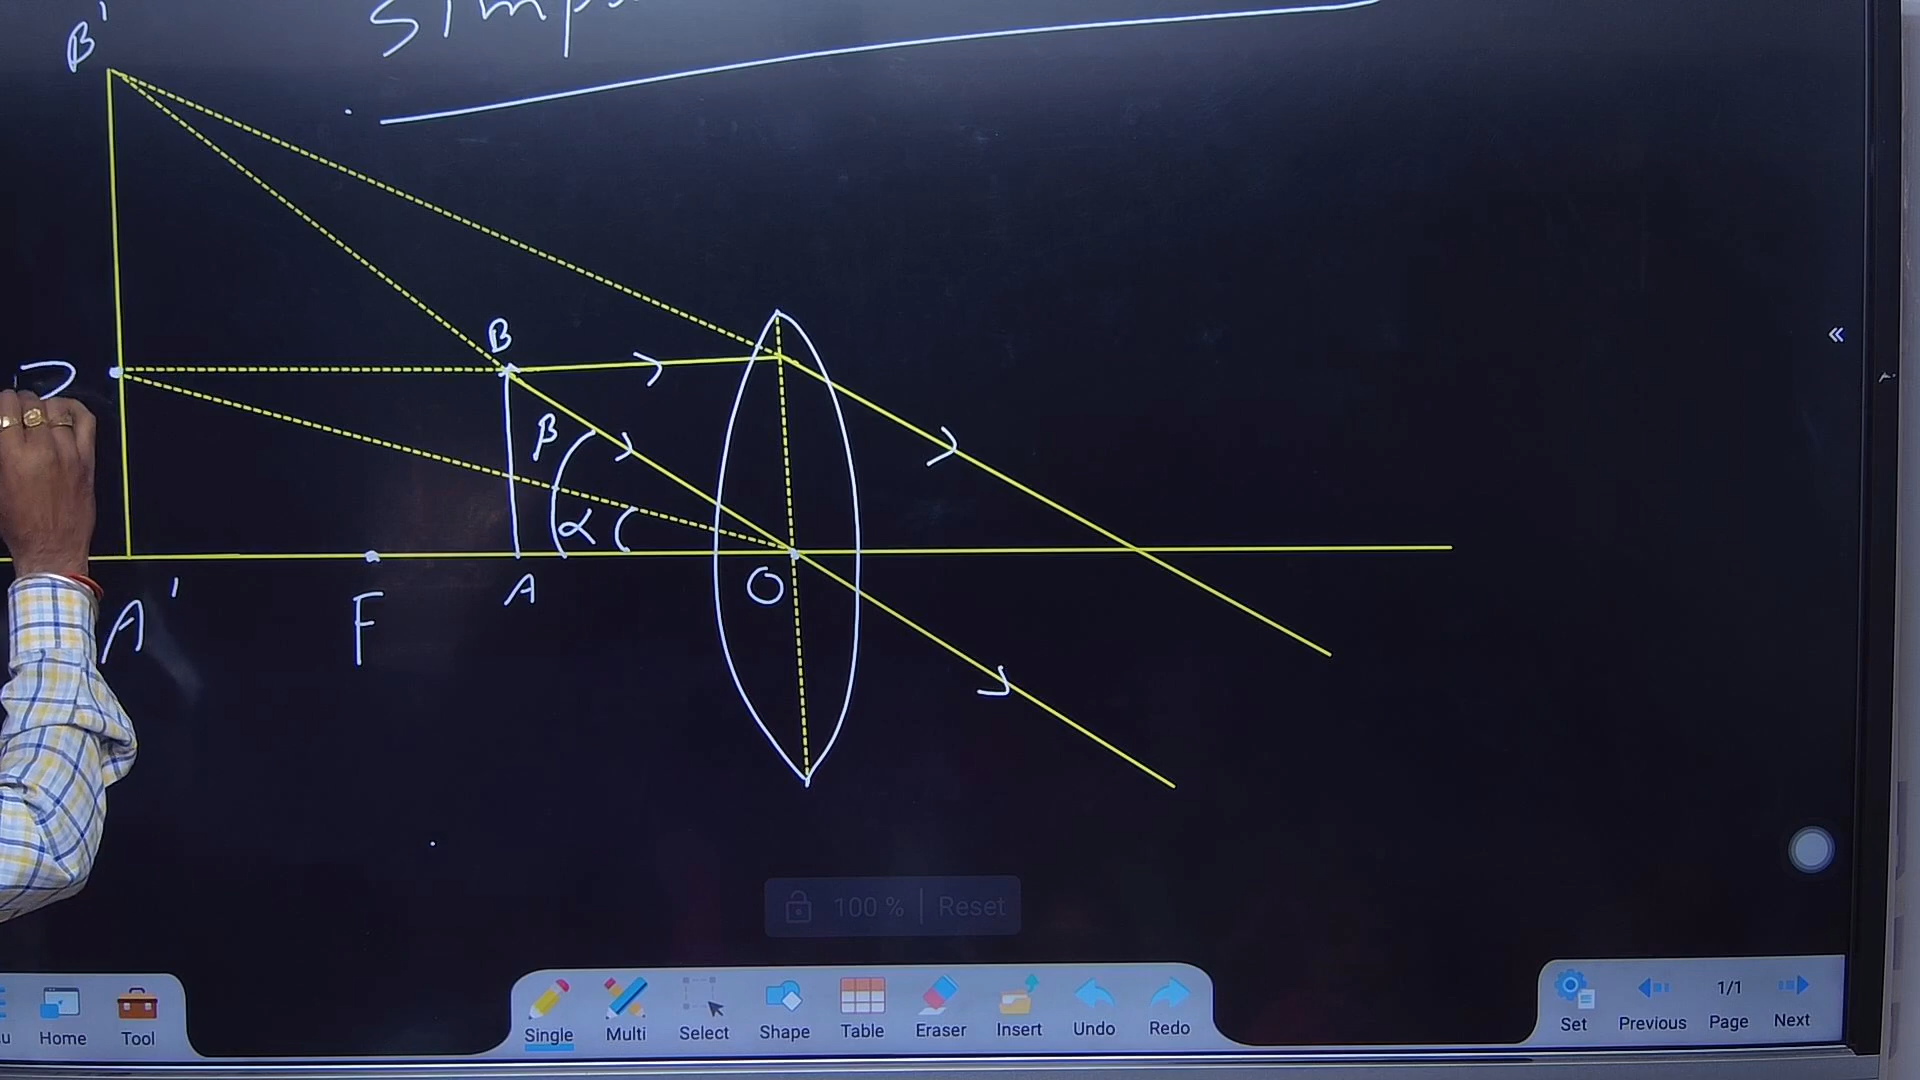 B'
B
β
α
O
A
A'
F
100 % | Reset
Home
Tool
Single
Multi
Select
Shape
Table
Eraser
Insert
Undo
Redo
Set
Previous
1/1
Page
Next